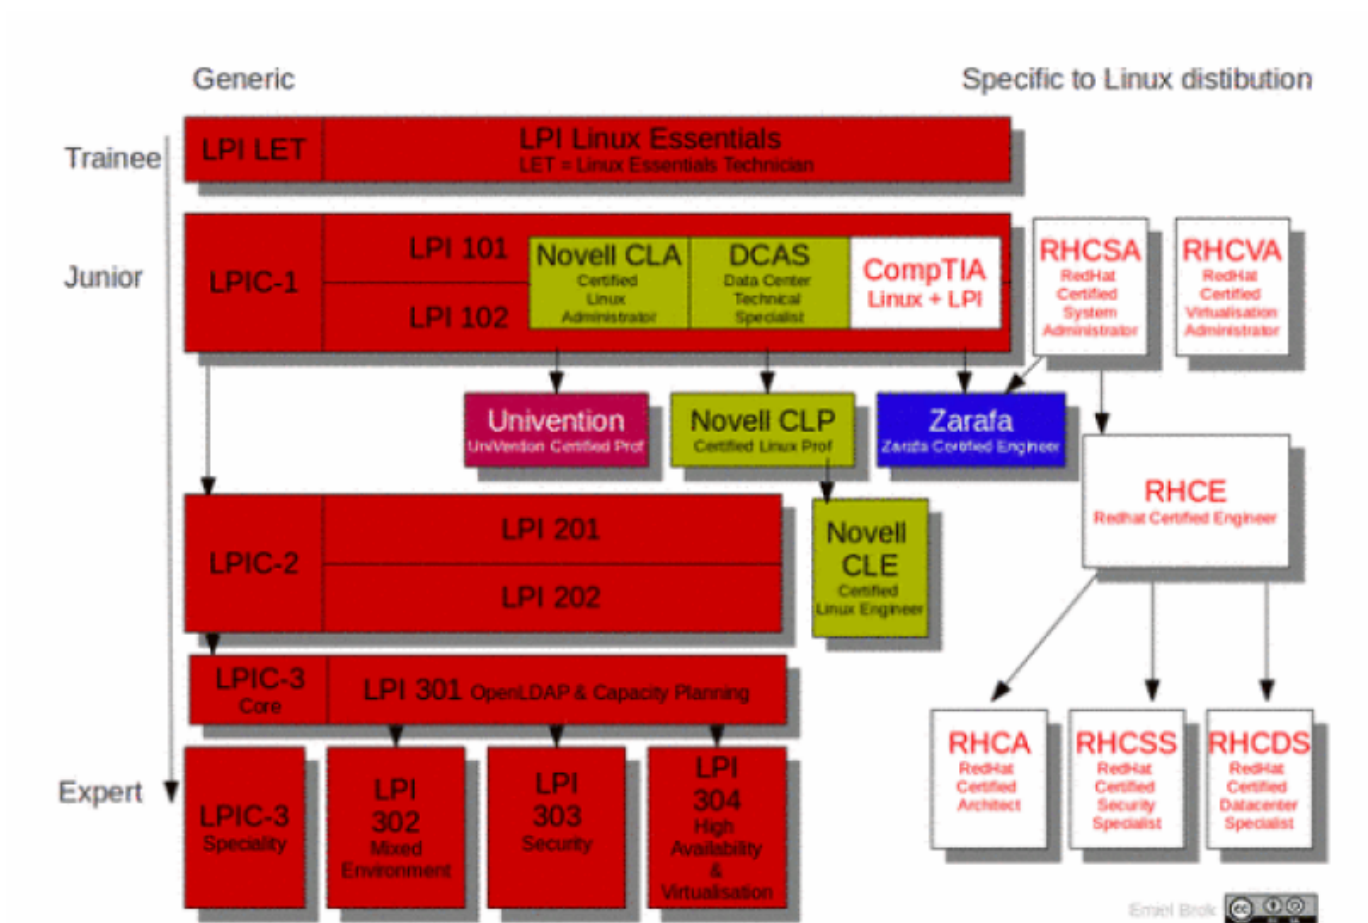 Generic
Specific to Linux distibution
Trainee
LPI LET
LPI Linux Essentials
LET = Linux Essentials Technician
Junior
LPIC-1
LPI 101
LPI 102
Novell CLA
Certified
Linux
Administrator
DCAS
Data Center
Technical
Specialist
CompTIA
Linux + LPI
RHCSA
RedHat
Certified
System
Administrator
RHCVA
RedHat
Certified
Virtualisation
Administrator
Univention
UniVention Certified Prof
Novell CLP
Certified Linux Prof
Zarafa
Zarafa Certified Engineer
RHCE
Redhat Certified Engineer
LPIC-2
LPI 201
LPI 202
Novell
CLE
Certified
Linux Engineer
LPIC-3
Core
LPI 301 OpenLDAP & Capacity Planning
Expert
LPIC-3
Speciality
LPI
302
Mixed
Environment
LPI
303
Security
LPI
304
High
Availability
&
Virtualisation
RHCA
RedHat
Certified
Architect
RHCSS
RedHat
Certified
Security
Specialist
RHCDS
RedHat
Certified
Datacenter
Specialist
Emiel Brok
cc